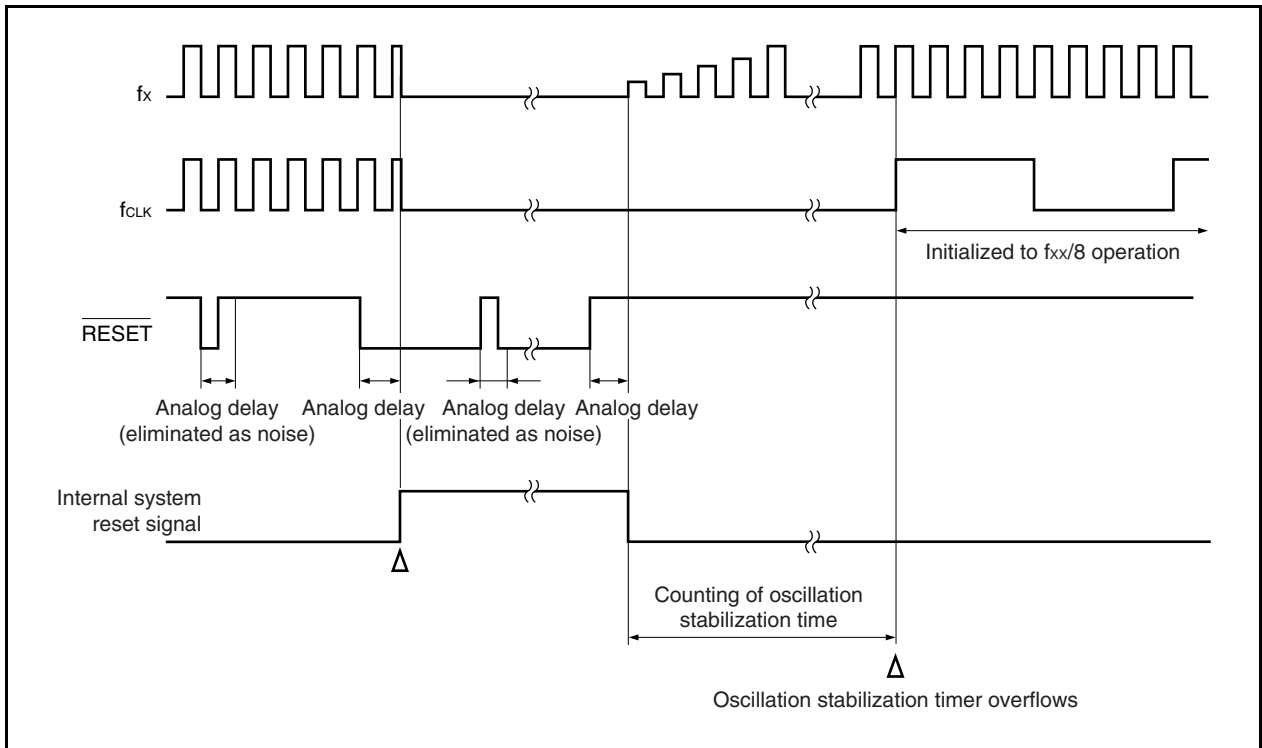 fX
fCLK
Initialized to fxx/8 operation
RESET
Analog delay
(eliminated as noise)
Analog delay
Analog delay
(eliminated as noise)
Analog delay
Internal system
reset signal
Counting of oscillation
stabilization time
Oscillation stabilization timer overflows